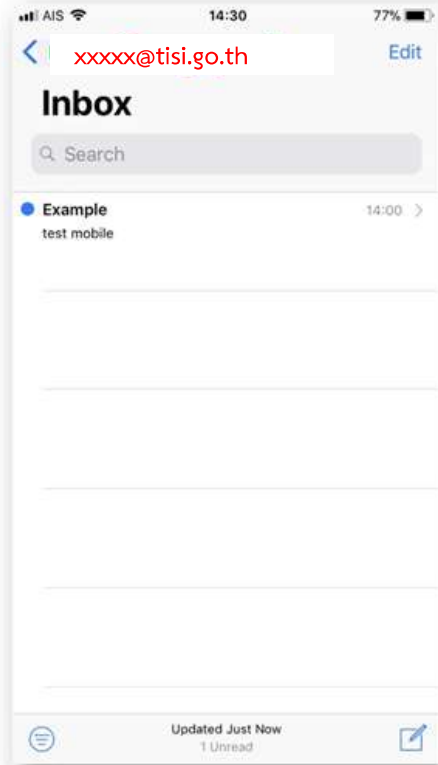 AIS 14:30 77%
xxxxx@tisi.go.th Edit
Inbox
Search
Example 14:00
test mobile
Updated Just Now
1 Unread